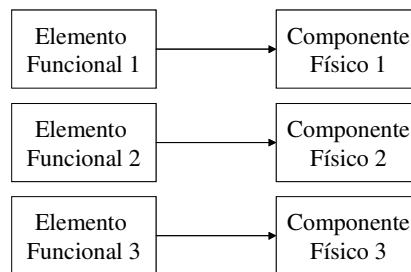 Elemento
Funcional 1
Componente
Físico 1
Elemento
Funcional 2
Componente
Físico 2
Elemento
Funcional 3
Componente
Físico 3